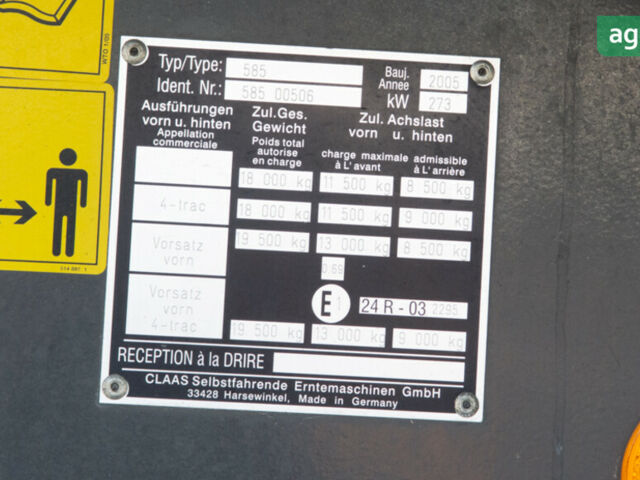 ag
WTO 1/05
Typ/Type: 585
Bauj. Annee 2005
Ident. Nr.: 585 00506
kW 273
Ausführungen vorn u. hinten
Appellation commerciale
Zul.Ges. Gewicht
Poids total autorise en charge
Zul. Achslast vorn u. hinten
charge maximale admissible
à L'avant à L'arrière
18 000 kg 11 500 kg 8 500 kg
4-trac 18 000 kg 11 500 kg 9 000 kg
Vorsatz vorn 19 500 kg 13 000 kg 8 500 kg
0.69
E1 24 R - 03 2295
Vorsatz vorn 4-trac 19 500 kg 13 000 kg 9 000 kg
RECEPTION à la DRIRE
CLAAS Selbstfahrende Erntemaschinen GmbH
33428 Harsewinkel, Made in Germany